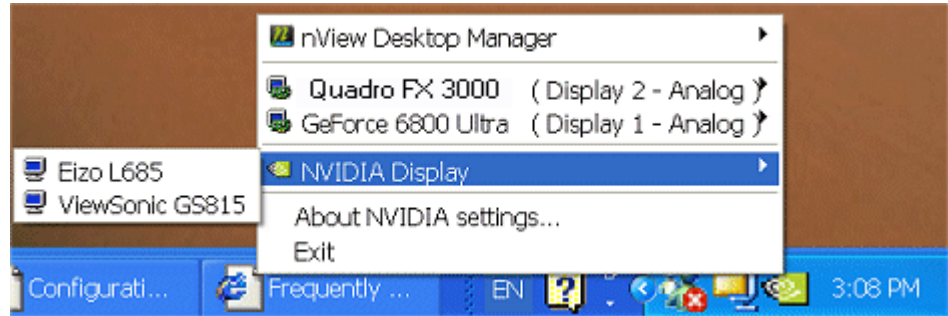 nView Desktop Manager
Quadro FX 3000 ( Display 2 - Analog )
GeForce 6800 Ultra ( Display 1 - Analog )
NVIDIA Display
Eizo L685
ViewSonic GS815
About NVIDIA settings...
Exit
Configurati...
Frequently ...
EN
?
3:08 PM